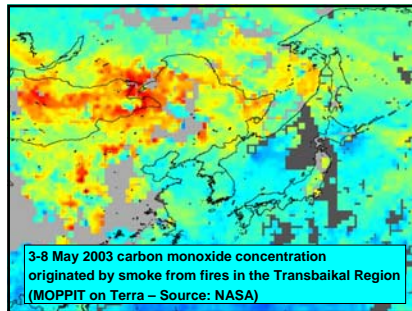 3-8 May 2003 carbon monoxide concentration
originated by smoke from fires in the Transbaikal Region
(MOPPIT on Terra – Source: NASA)